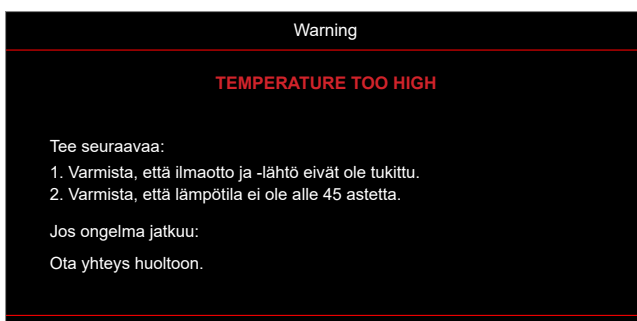 Warning
TEMPERATURE TOO HIGH
Tee seuraavaa:
1. Varmista, että ilmaotto ja -lähtö eivät ole tukittu.
2. Varmista, että lämpötila ei ole alle 45 astetta.
Jos ongelma jatkuu:
Ota yhteys huoltoon.